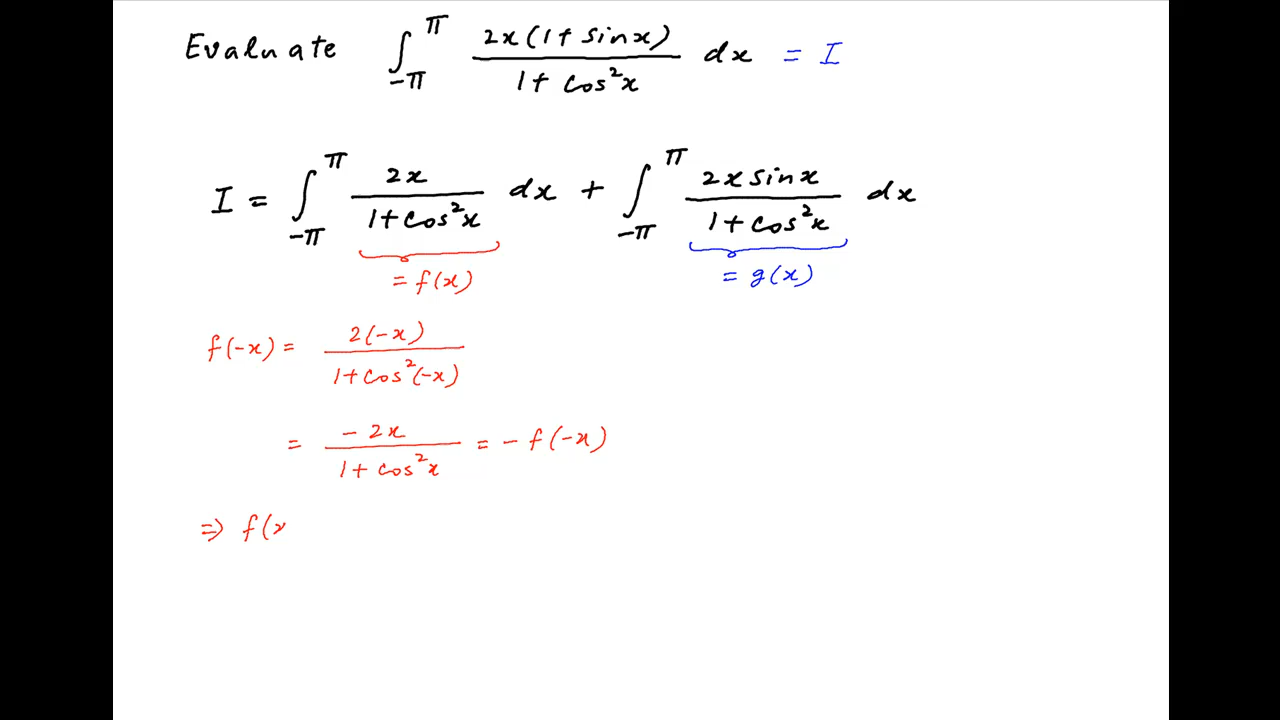 Evaluate ∫_{-π}^{π} 2x(1+sinx)/(1+cos²x) dx = I
I = ∫_{-π}^{π} 2x/(1+cos²x) dx + ∫_{-π}^{π} 2x sinx/(1+cos²x) dx
= f(x) = g(x)
f(-x) = 2(-x)/(1+cos²(-x))
= -2x/(1+cos²x) = -f(-x)
⇒ f(x